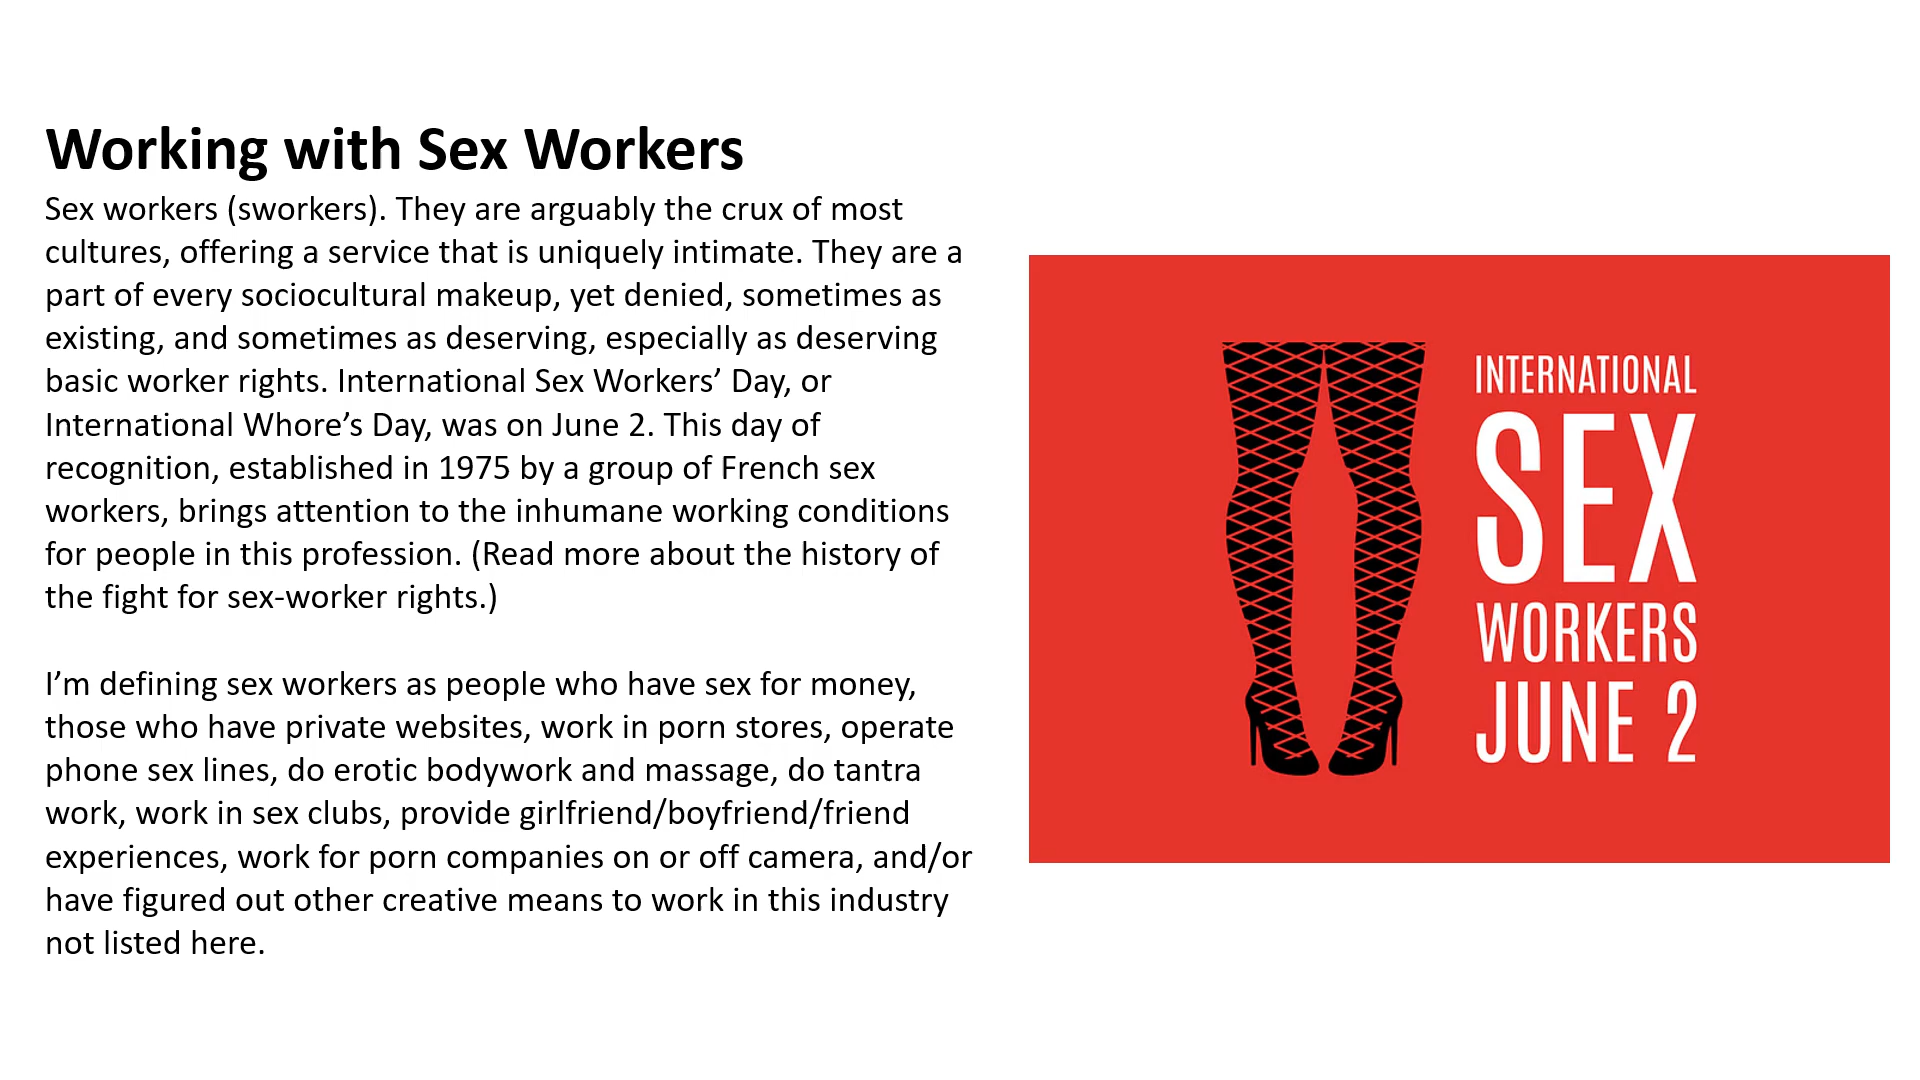 Working with Sex Workers
Sex workers (sworkers). They are arguably the crux of most
cultures, offering a service that is uniquely intimate. They are a
part of every sociocultural makeup, yet denied, sometimes as
existing, and sometimes as deserving, especially as deserving
basic worker rights. International Sex Workers’ Day, or
International Whore’s Day, was on June 2. This day of
recognition, established in 1975 by a group of French sex
workers, brings attention to the inhumane working conditions
for people in this profession. (Read more about the history of
the fight for sex-worker rights.)
I’m defining sex workers as people who have sex for money,
those who have private websites, work in porn stores, operate
phone sex lines, do erotic bodywork and massage, do tantra
work, work in sex clubs, provide girlfriend/boyfriend/friend
experiences, work for porn companies on or off camera, and/or
have figured out other creative means to work in this industry
not listed here.
INTERNATIONAL
SEX
WORKERS
JUNE 2